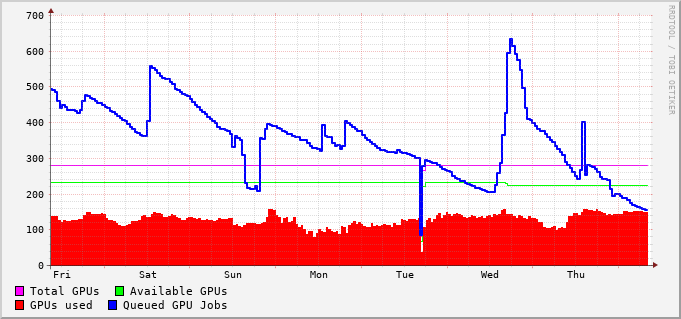 700
600
500
400
300
200
100
0
Fri Sat Sun Mon Tue Wed Thu
Total GPUs Available GPUs
GPUs used Queued GPU Jobs
RRDTOOL / TOBI OETIKER